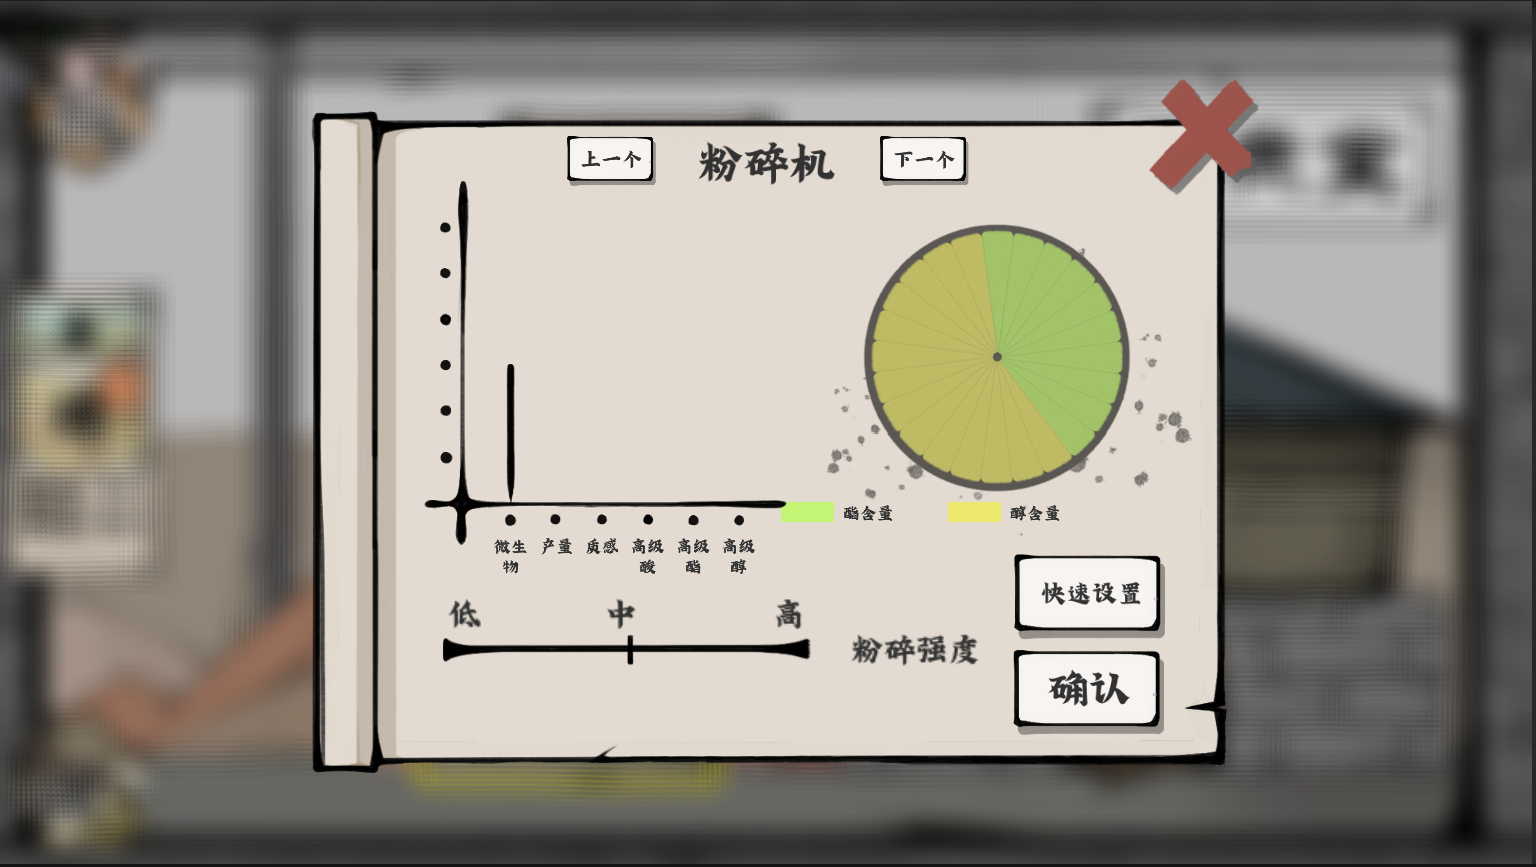 上一个
粉碎机
下一个
微生物
产量
质感
高级酸
高级酯
高级醇
酯含量
醇含量
低
中
高
粉碎强度
快速设置
确认